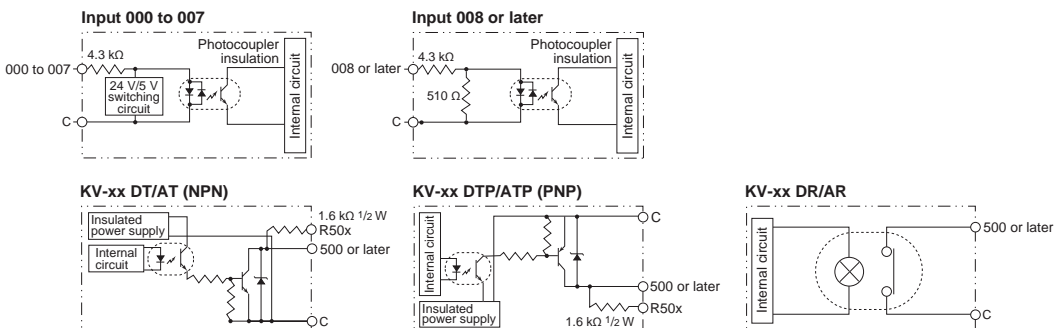 Input 000 to 007
4.3 kΩ
Photocoupler
insulation
000 to 007
24 V/5 V
switching
circuit
C
Internal circuit
Input 008 or later
4.3 kΩ
Photocoupler
insulation
008 or later
510 Ω
C
Internal circuit
KV-xx DT/AT (NPN)
Insulated
power supply
Internal
circuit
1.6 kΩ 1/2 W
R50x
500 or later
C
KV-xx DTP/ATP (PNP)
Internal circuit
Insulated
power supply
C
500 or later
R50x
1.6 kΩ 1/2 W
KV-xx DR/AR
Internal circuit
500 or later
C